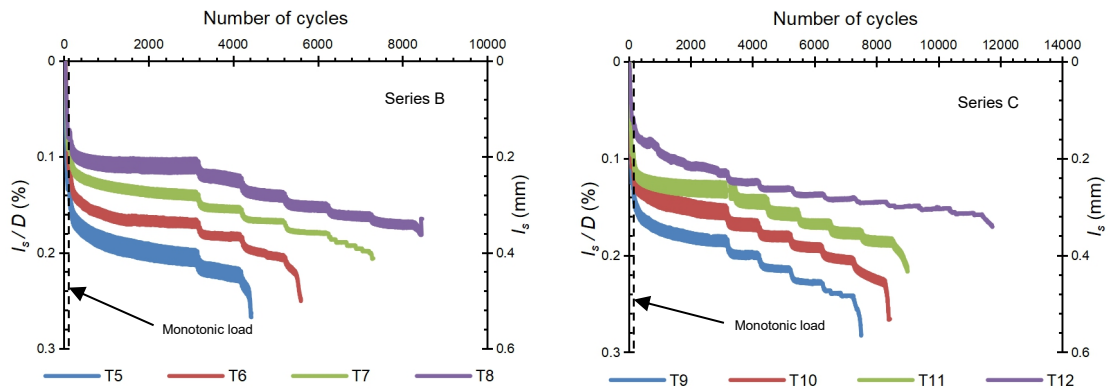 Number of cycles
0 2000 4000 6000 8000 10000
0 0
0.1 0.2
0.2 0.4
0.3 0.6
I_s / D (%)
I_s (mm)
Series B
Monotonic load
T5 T6 T7 T8
Number of cycles
0 2000 4000 6000 8000 10000 12000 14000
0 0
0.1 0.2
0.2 0.4
0.3 0.6
I_s / D (%)
I_s (mm)
Series C
Monotonic load
T9 T10 T11 T12